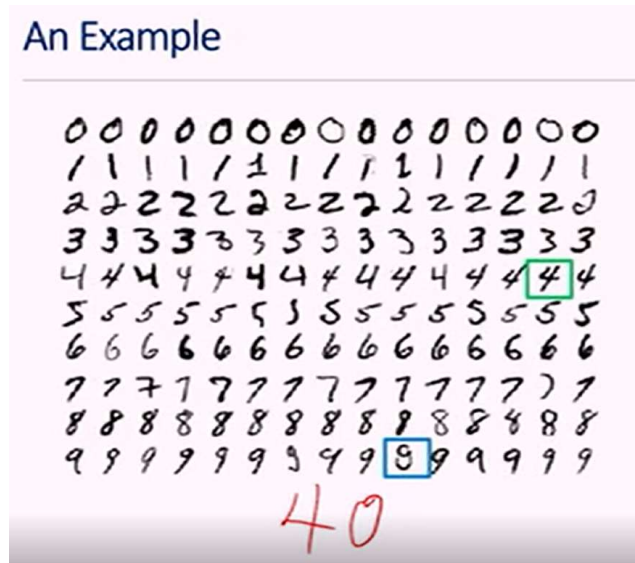 An Example
0 0 0 0 0 0 0 0 0 0 0 0 0 0 0
1 1 1 1 1 1 1 1 1 1 1 1 1 1 1
2 2 2 2 2 2 2 2 2 2 2 2 2 2 2
3 3 3 3 3 3 3 3 3 3 3 3 3 3 3
4 4 4 4 4 4 4 4 4 4 4 4 4 4 4
5 5 5 5 5 5 5 5 5 5 5 5 5 5 5
6 6 6 6 6 6 6 6 6 6 6 6 6 6 6
7 7 7 7 7 7 7 7 7 7 7 7 7 7 7
8 8 8 8 8 8 8 8 8 8 8 8 8 8 8
9 9 9 9 9 9 9 9 9 9 9 9 9 9 9
40